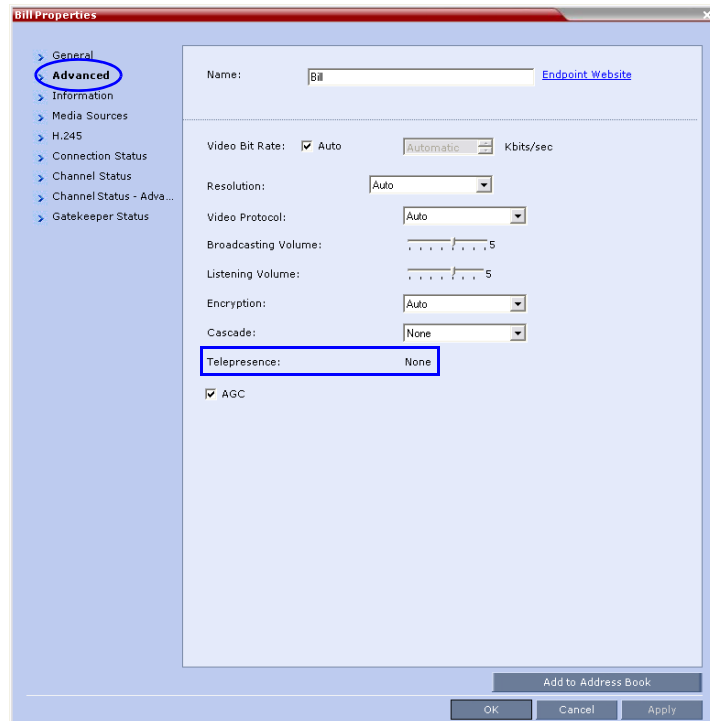 Bill Properties
General
Advanced
Information
Media Sources
H.245
Connection Status
Channel Status
Channel Status - Adva...
Gatekeeper Status
Name: Bill Endpoint Website
Video Bit Rate: Auto Automatic Kbits/sec
Resolution: Auto
Video Protocol: Auto
Broadcasting Volume: 5
Listening Volume: 5
Encryption: Auto
Cascade: None
Telepresence: None
AGC
Add to Address Book
OK Cancel Apply